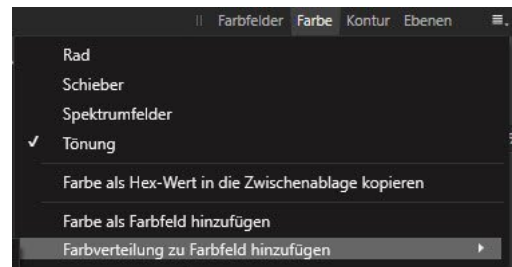 Farbfelder Farbe Kontur Ebenen
Rad
Schieber
Spektrumfelder
Tönung
Farbe als Hex-Wert in die Zwischenablage kopieren
Farbe als Farbfeld hinzufügen
Farbverteilung zu Farbfeld hinzufügen